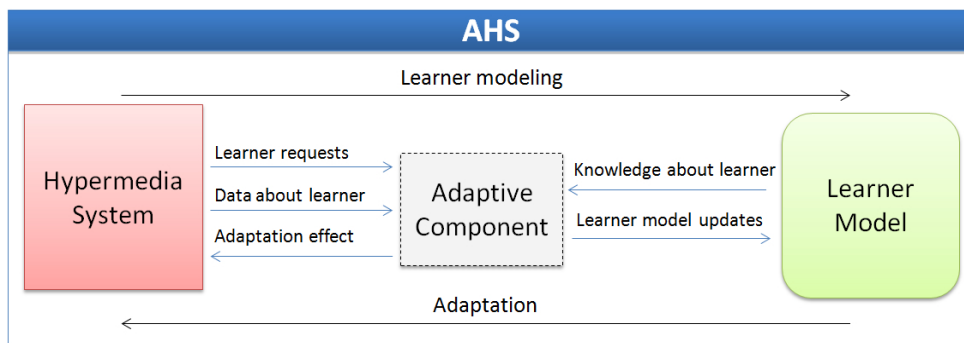 AHS
Learner modeling
Hypermedia
System
Learner requests
Data about learner
Adaptation effect
Adaptive
Component
Knowledge about learner
Learner model updates
Learner
Model
Adaptation